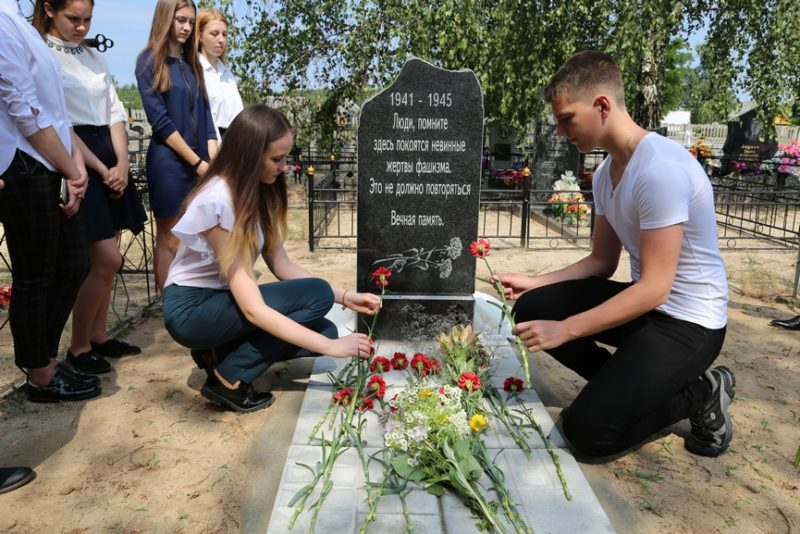 1941 - 1945
Люди, помните
здесь покоятся невинные
жертвы фашизма.
Это не должно повторяться
Вечная память.